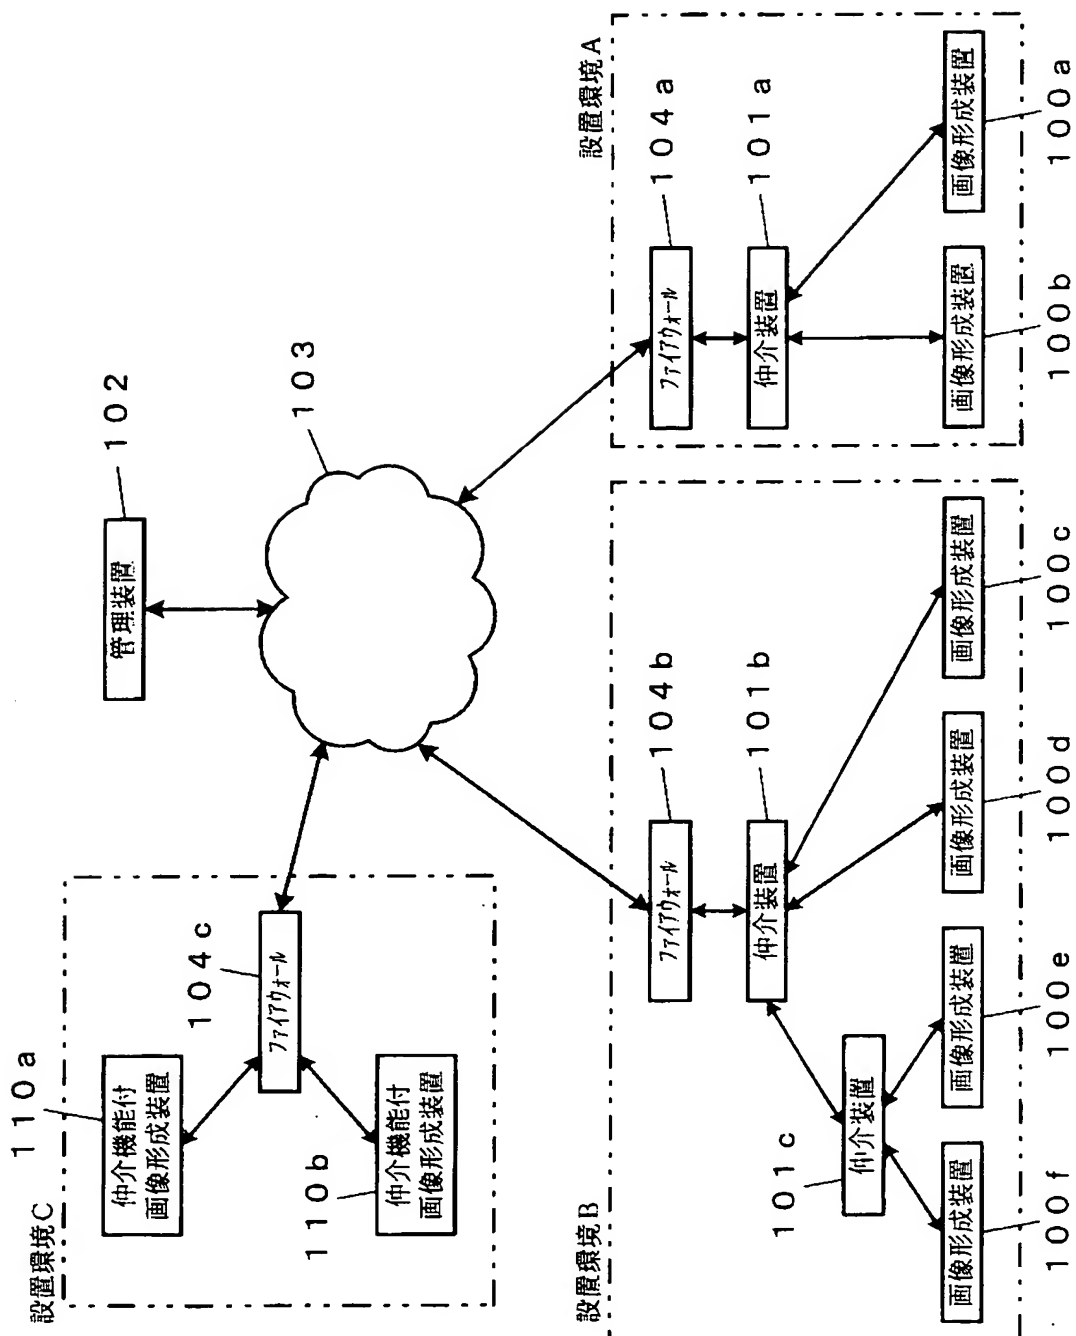 管理装置
102
103
設置環境C
110a
仲介機能付
画像形成装置
110b
仲介機能付
画像形成装置
104c
ファイアウォール
設置環境B
104b
ファイアウォール
101b
仲介装置
101c
仲介装置
画像形成装置
100f
画像形成装置
100e
画像形成装置
100d
画像形成装置
100c
設置環境A
104a
ファイアウォール
101a
仲介装置
画像形成装置
100b
画像形成装置
100a